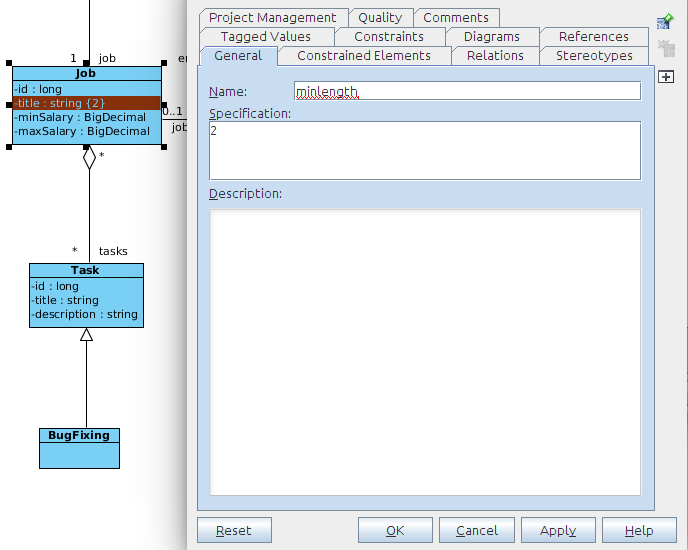 1
job
er
Job
-id : long
-title : string {2}
-minSalary : BigDecimal
-maxSalary : BigDecimal
0..1
job
*
*
tasks
Task
-id : long
-title : string
-description : string
BugFixing
Project Management
Quality
Comments
Tagged Values
Constraints
Diagrams
References
General
Constrained Elements
Relations
Stereotypes
Name:
minlength
Specification:
2
Description:
Reset
OK
Cancel
Apply
Help